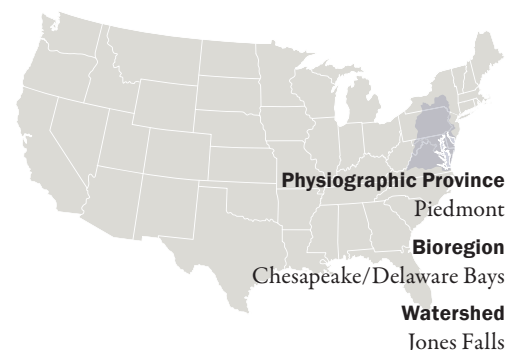 Physiographic Province
Piedmont
Bioregion
Chesapeake/Delaware Bays
Watershed
Jones Falls